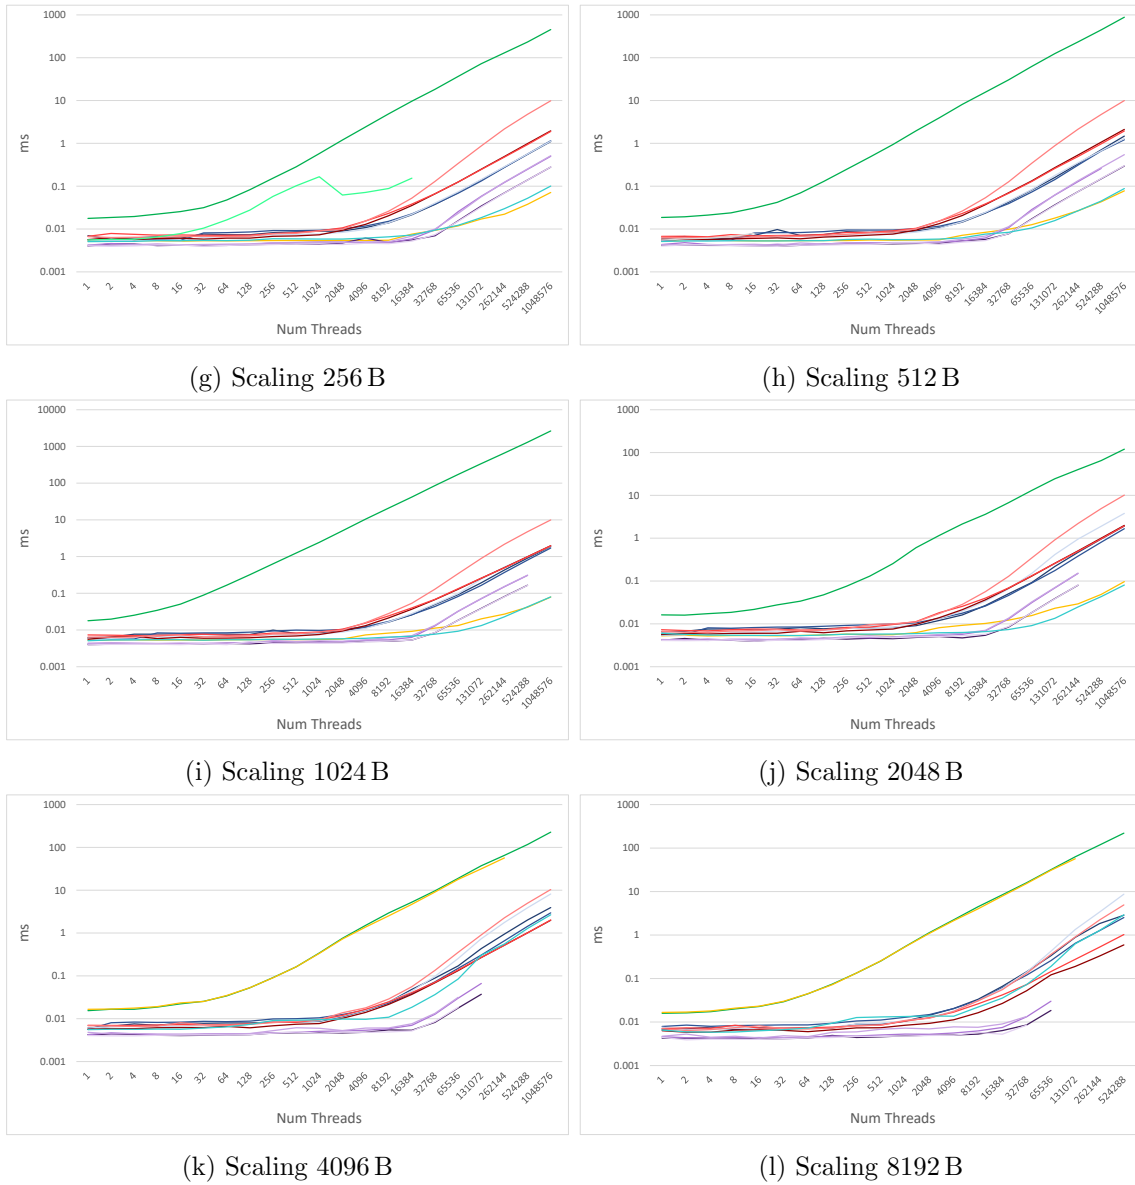 1000
100
10
1
0.1
0.01
0.001
ms
1 2 4 8 16 32 64 128 256 512 1024 2048 4096 8192 16384 32768 65536 131072 262144 524288 1048576
Num Threads
(g) Scaling 256 B
1000
100
10
1
0.1
0.01
0.001
ms
1 2 4 8 16 32 64 128 256 512 1024 2048 4096 8192 16384 32768 65536 131072 262144 524288 1048576
Num Threads
(h) Scaling 512 B
10000
1000
100
10
1
0.1
0.01
0.001
ms
1 2 4 8 16 32 64 128 256 512 1024 2048 4096 8192 16384 32768 65536 131072 262144 524288 1048576
Num Threads
(i) Scaling 1024 B
1000
100
10
1
0.1
0.01
0.001
ms
1 2 4 8 16 32 64 128 256 512 1024 2048 4096 8192 16384 32768 65536 131072 262144 524288 1048576
Num Threads
(j) Scaling 2048 B
1000
100
10
1
0.1
0.01
0.001
ms
1 2 4 8 16 32 64 128 256 512 1024 2048 4096 8192 16384 32768 65536 131072 262144 524288 1048576
Num Threads
(k) Scaling 4096 B
1000
100
10
1
0.1
0.01
0.001
ms
1 2 4 8 16 32 64 128 256 512 1024 2048 4096 8192 16384 32768 65536 131072 262144 524288
Num Threads
(l) Scaling 8192 B